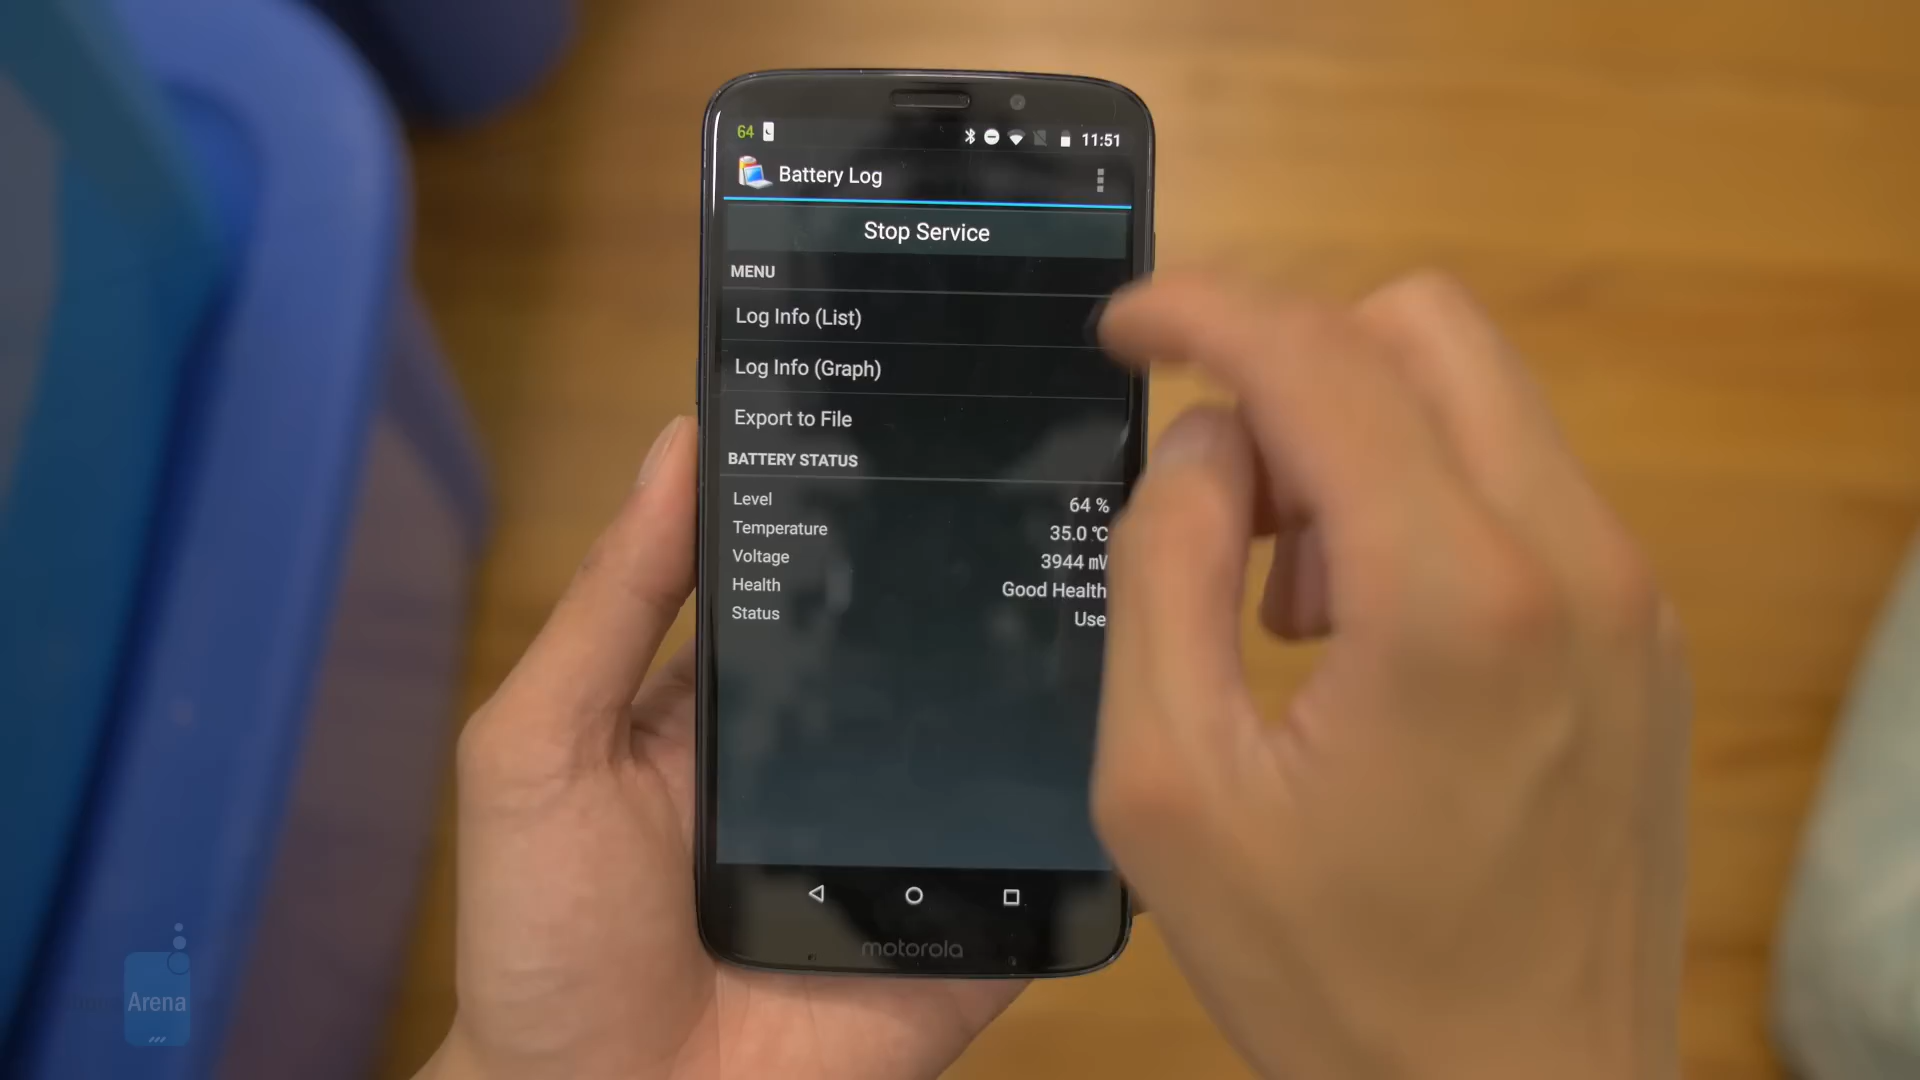 64 11:51
Battery Log
Stop Service
MENU
Log Info (List)
Log Info (Graph)
Export to File
BATTERY STATUS
Level 64 %
Temperature 35.0 °C
Voltage 3944 mV
Health Good Health
Status Use
motorola
Arena